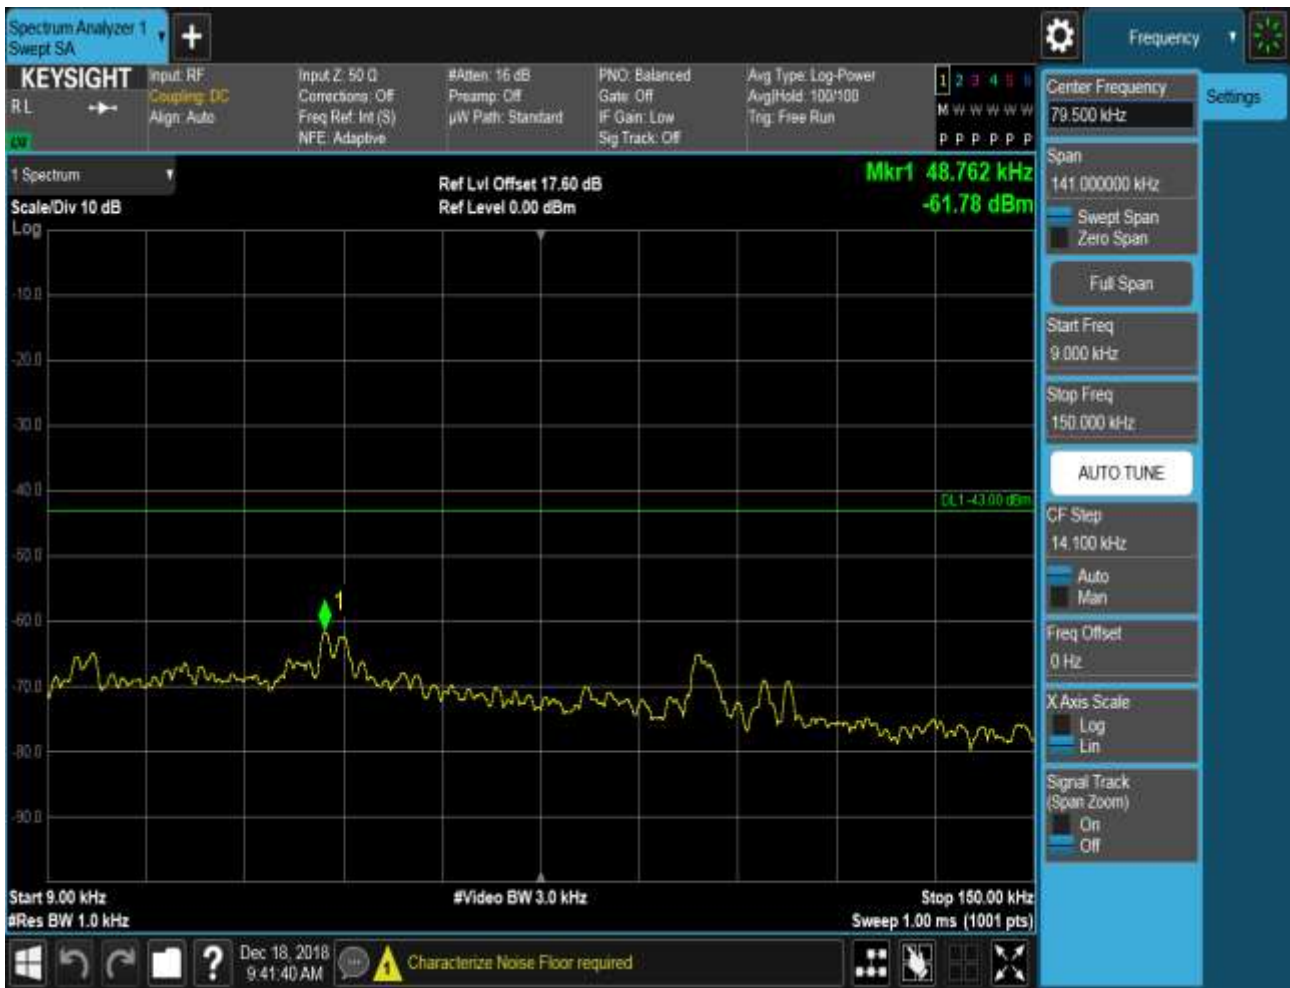 Spectrum Analyzer 1
Swept SA
+
Frequency
KEYSIGHT
R L
Input: RF
Coupling: DC
Align: Auto
Input Z: 50 Ω
Corrections: Off
Freq Ref: Int (S)
NFE: Adaptive
#Atten: 16 dB
Preamp: Off
µW Path: Standard
PNO: Balanced
Gate: Off
IF Gain: Low
Sig Track: Off
Avg Type: Log-Power
Avg|Hold: 100/100
Trig: Free Run
1 2 3 4 5 6
M W W W W W
P P P P P P
1 Spectrum
Scale/Div 10 dB
Log
Ref Lvl Offset 17.60 dB
Ref Level 0.00 dBm
Mkr1 48.762 kHz
-61.78 dBm
-10.0
-20.0
-30.0
-40.0
DL1 -43.00 dBm
-50.0
1
-60.0
-70.0
-80.0
-90.0
Start 9.00 kHz
#Res BW 1.0 kHz
#Video BW 3.0 kHz
Stop 150.00 kHz
Sweep 1.00 ms (1001 pts)
Center Frequency
79.500 kHz
Settings
Span
141.000000 kHz
Swept Span
Zero Span
Full Span
Start Freq
9.000 kHz
Stop Freq
150.000 kHz
AUTO TUNE
CF Step
14.100 kHz
Auto
Man
Freq Offset
0 Hz
X Axis Scale
Log
Lin
Signal Track
(Span Zoom)
On
Off
?
Dec 18, 2018
9:41:40 AM
1
Characterize Noise Floor required